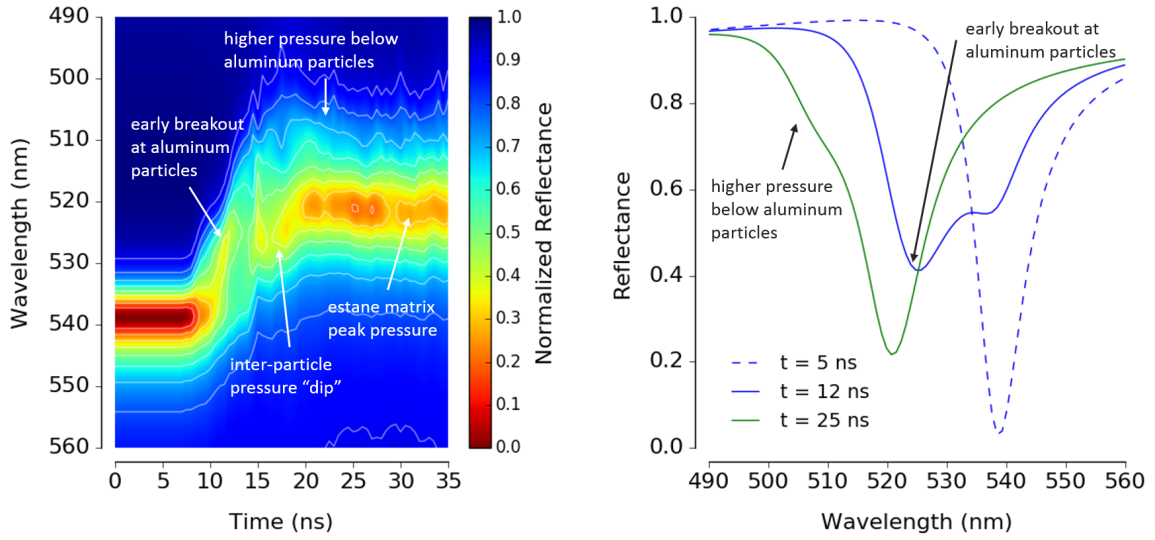 490
500
510
520
530
540
550
560
Wavelength (nm)
0
5
10
15
20
25
30
35
Time (ns)
higher pressure below
aluminum particles
early breakout
at aluminum
particles
estane matrix
peak pressure
inter-particle
pressure “dip”
1.0
0.9
0.8
0.7
0.6
0.5
0.4
0.3
0.2
0.1
0.0
Normalized Reflectance
1.0
0.8
0.6
0.4
0.2
0.0
Reflectance
early breakout at
aluminum particles
higher pressure
below aluminum
particles
t = 5 ns
t = 12 ns
t = 25 ns
490
500
510
520
530
540
550
560
Wavelength (nm)